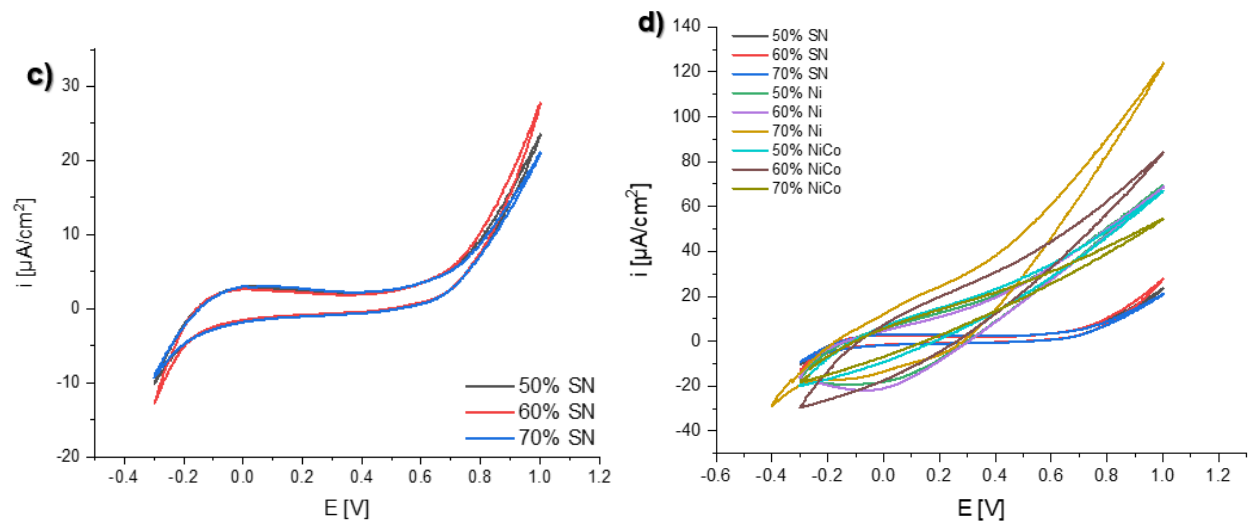 c)
30
20
10
0
-10
-20
-0.4 -0.2 0.0 0.2 0.4 0.6 0.8 1.0 1.2
i [µA/cm²]
E [V]
50% SN
60% SN
70% SN
d)
140
120
100
80
60
40
20
0
-20
-40
-0.6 -0.4 -0.2 0.0 0.2 0.4 0.6 0.8 1.0 1.2
i [µA/cm²]
E [V]
50% SN
60% SN
70% SN
50% Ni
60% Ni
70% Ni
50% NiCo
60% NiCo
70% NiCo